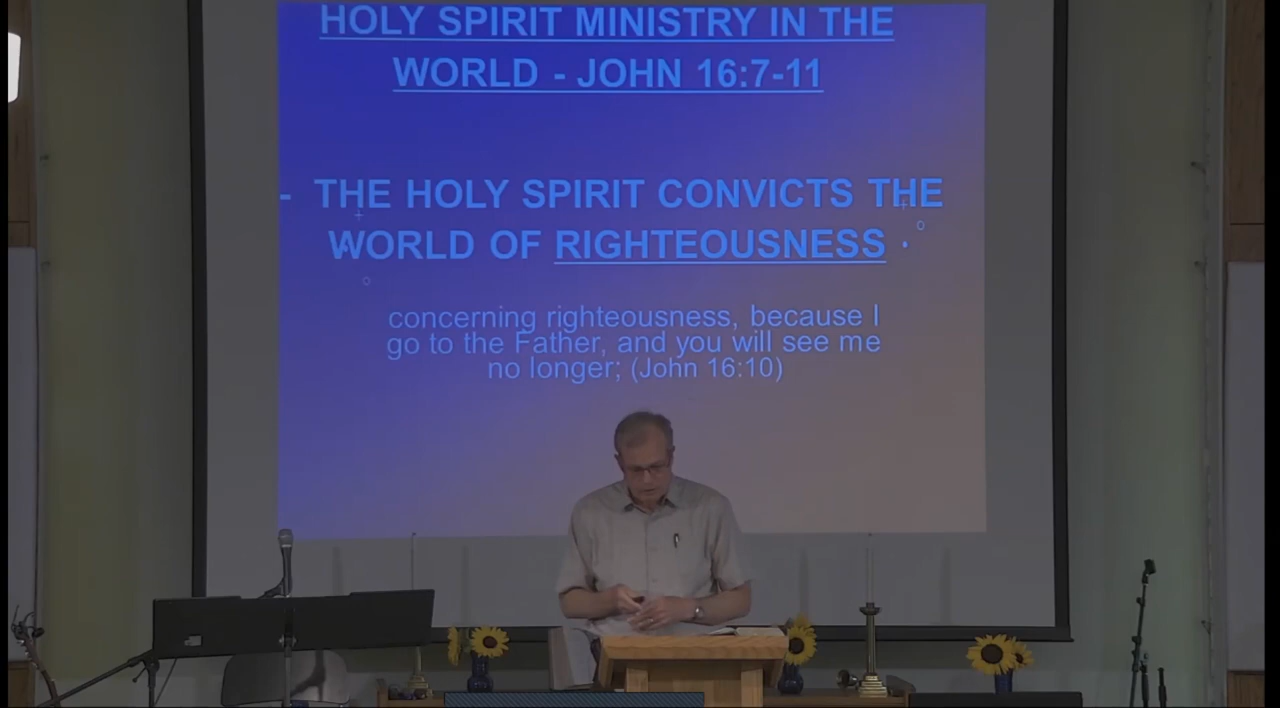 HOLY SPIRIT MINISTRY IN THE
WORLD - JOHN 16:7-11
- THE HOLY SPIRIT CONVICTS THE
WORLD OF RIGHTEOUSNESS
concerning righteousness, because I
go to the Father, and you will see me
no longer; (John 16:10)